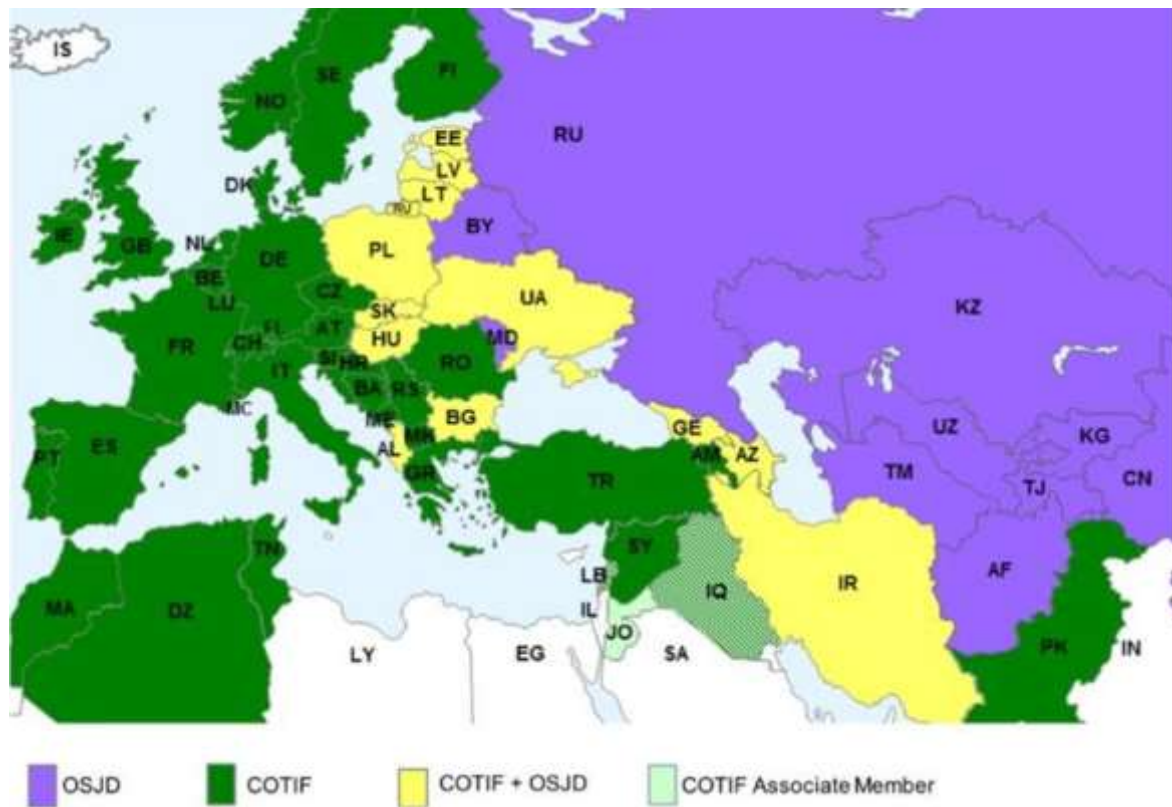 IS
SE
FI
NO
RU
EE
LV
DK
LT
RU
BY
IE
GB
NL
DE
PL
BE
LU
CZ
UA
SK
KZ
FR
CH
FL
AT
HU
MD
SI
HR
RO
IT
BA
RS
MC
ME
BG
GE
UZ
KG
PT
ES
AL
MK
AM
AZ
GR
TR
TM
TJ
CN
TN
SY
MA
DZ
LB
IQ
IR
AF
IL
JO
LY
EG
SA
PK
IN
OSJD
COTIF
COTIF + OSJD
COTIF Associate Member